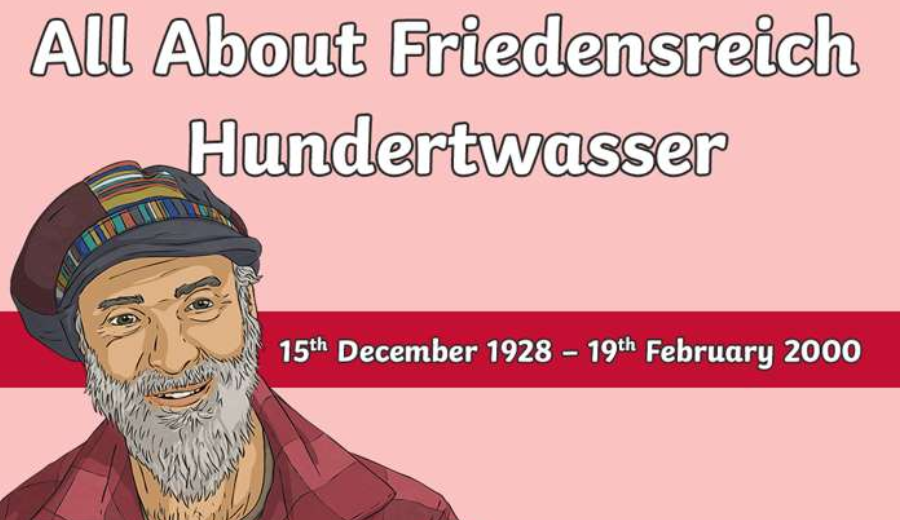 All About Friedensreich
Hundertwasser
15th December 1928 – 19th February 2000